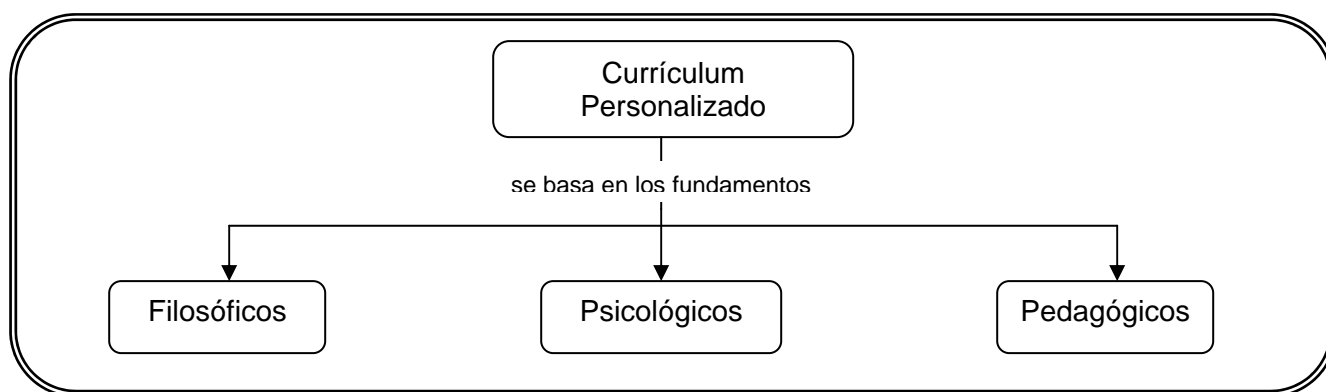 Currículum
Personalizado
se basa en los fundamentos
Filosóficos
Psicológicos
Pedagógicos